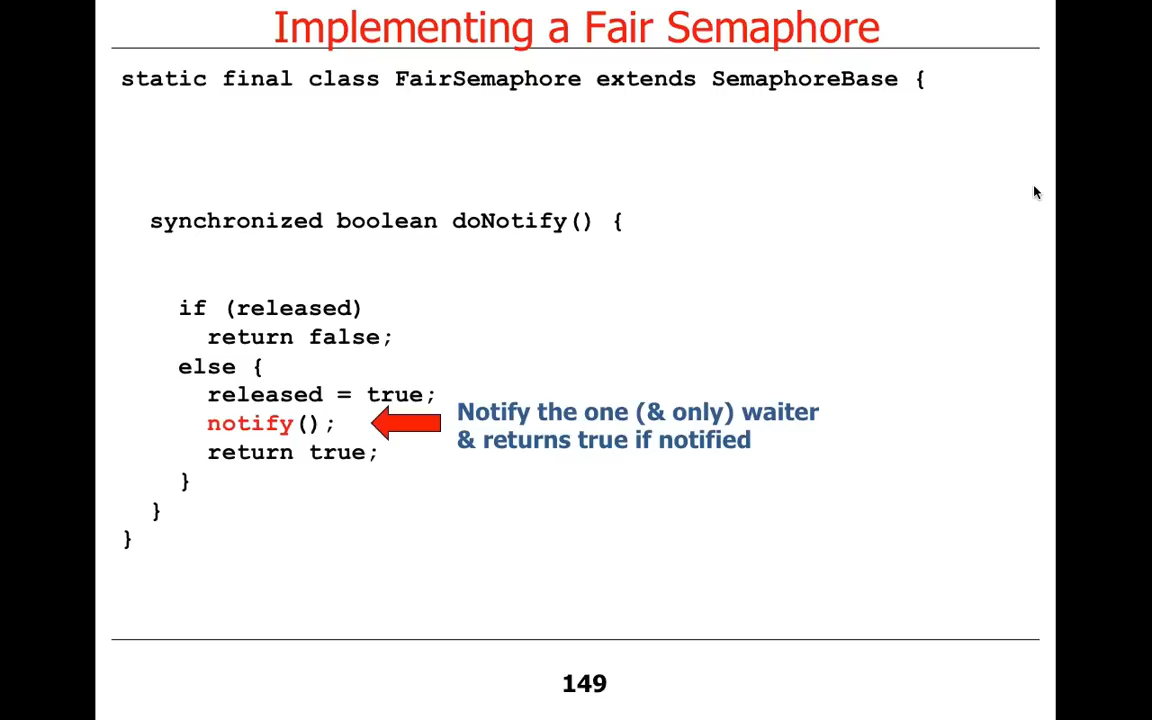 Implementing a Fair Semaphore
static final class FairSemaphore extends SemaphoreBase {
synchronized boolean doNotify() {
if (released)
return false;
else {
released = true;
notify();
Notify the one (& only) waiter
& returns true if notified
return true;
}
}
}
149